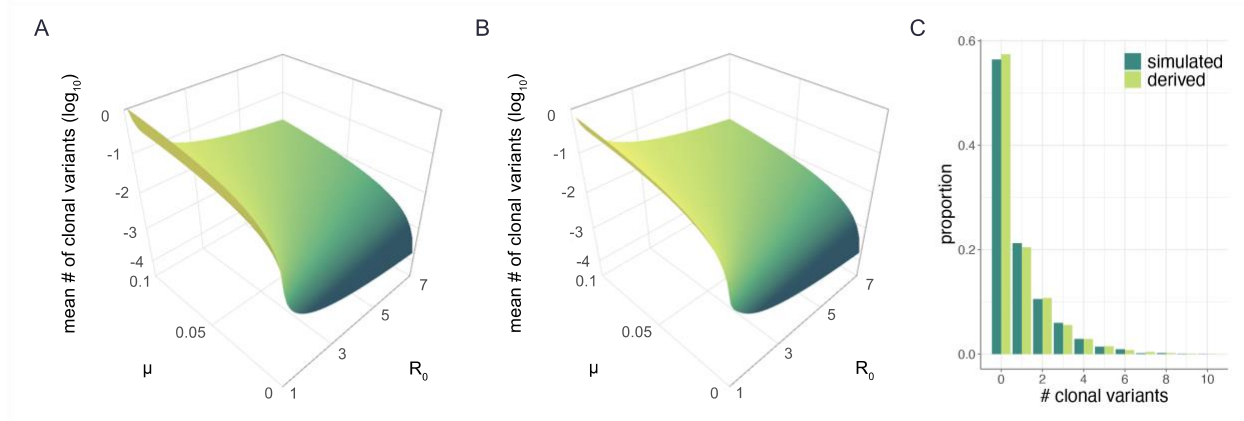 A
mean # of clonal variants (log₁₀)
0
-1
-2
-3
-4
0.1
0.05
0
μ
1
3
5
7
R₀
B
mean # of clonal variants (log₁₀)
0
-1
-2
-3
-4
0.1
0.05
0
μ
1
3
5
7
R₀
C
proportion
0.6
0.4
0.2
0.0
simulated
derived
0 2 4 6 8 10
# clonal variants